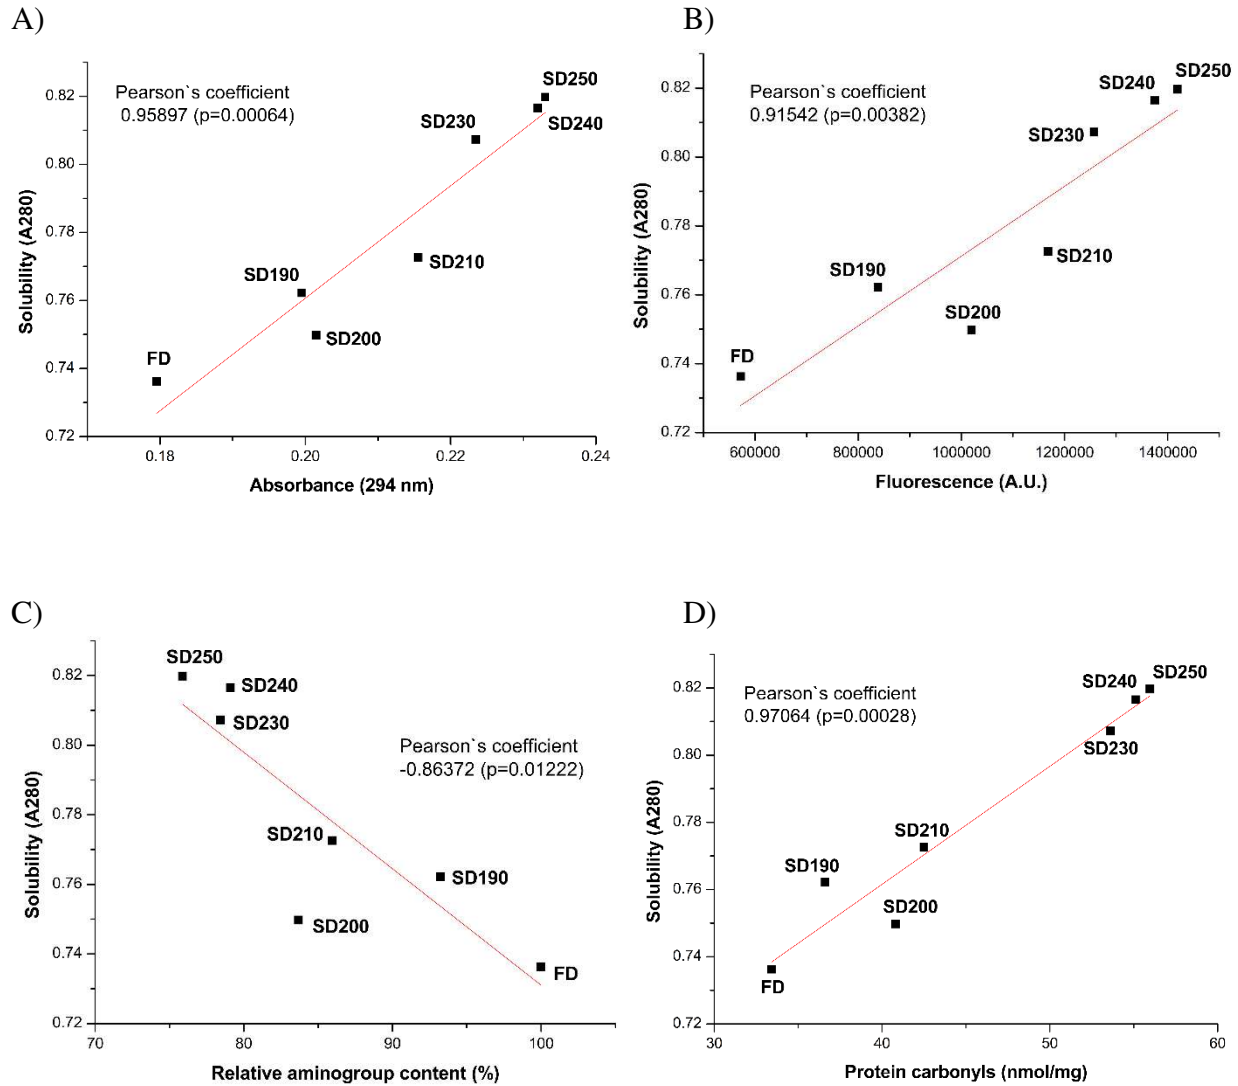 A)
Pearson`s coefficient
0.95897 (p=0.00064)
SD250
SD240
SD230
SD210
SD190
SD200
FD
0.82
0.80
0.78
0.76
0.74
0.72
Solubility (A280)
0.18 0.20 0.22 0.24
Absorbance (294 nm)
B)
Pearson`s coefficient
0.91542 (p=0.00382)
SD250
SD240
SD230
SD210
SD190
SD200
FD
0.82
0.80
0.78
0.76
0.74
0.72
Solubility (A280)
600000 800000 1000000 1200000 1400000
Fluorescence (A.U.)
C)
SD250
SD240
SD230
Pearson`s coefficient
-0.86372 (p=0.01222)
SD210
SD190
SD200
FD
0.82
0.80
0.78
0.76
0.74
0.72
Solubility (A280)
70 80 90 100
Relative aminogroup content (%)
D)
Pearson`s coefficient
0.97064 (p=0.00028)
SD250
SD240
SD230
SD210
SD190
SD200
FD
0.82
0.80
0.78
0.76
0.74
0.72
Solubility (A280)
30 40 50 60
Protein carbonyls (nmol/mg)